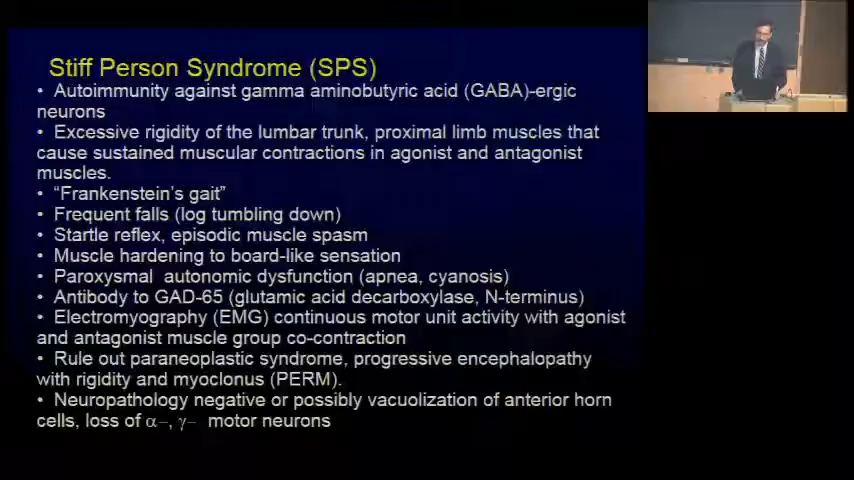 Stiff Person Syndrome (SPS)
• Autoimmunity against gamma aminobutyric acid (GABA)-ergic
neurons
• Excessive rigidity of the lumbar trunk, proximal limb muscles that
cause sustained muscular contractions in agonist and antagonist
muscles.
• “Frankenstein’s gait”
• Frequent falls (log tumbling down)
• Startle reflex, episodic muscle spasm
• Muscle hardening to board-like sensation
• Paroxysmal autonomic dysfunction (apnea, cyanosis)
• Antibody to GAD-65 (glutamic acid decarboxylase, N-terminus)
• Electromyography (EMG) continuous motor unit activity with agonist
and antagonist muscle group co-contraction
• Rule out paraneoplastic syndrome, progressive encephalopathy
with rigidity and myoclonus (PERM).
• Neuropathology negative or possibly vacuolization of anterior horn
cells, loss of α–, γ– motor neurons